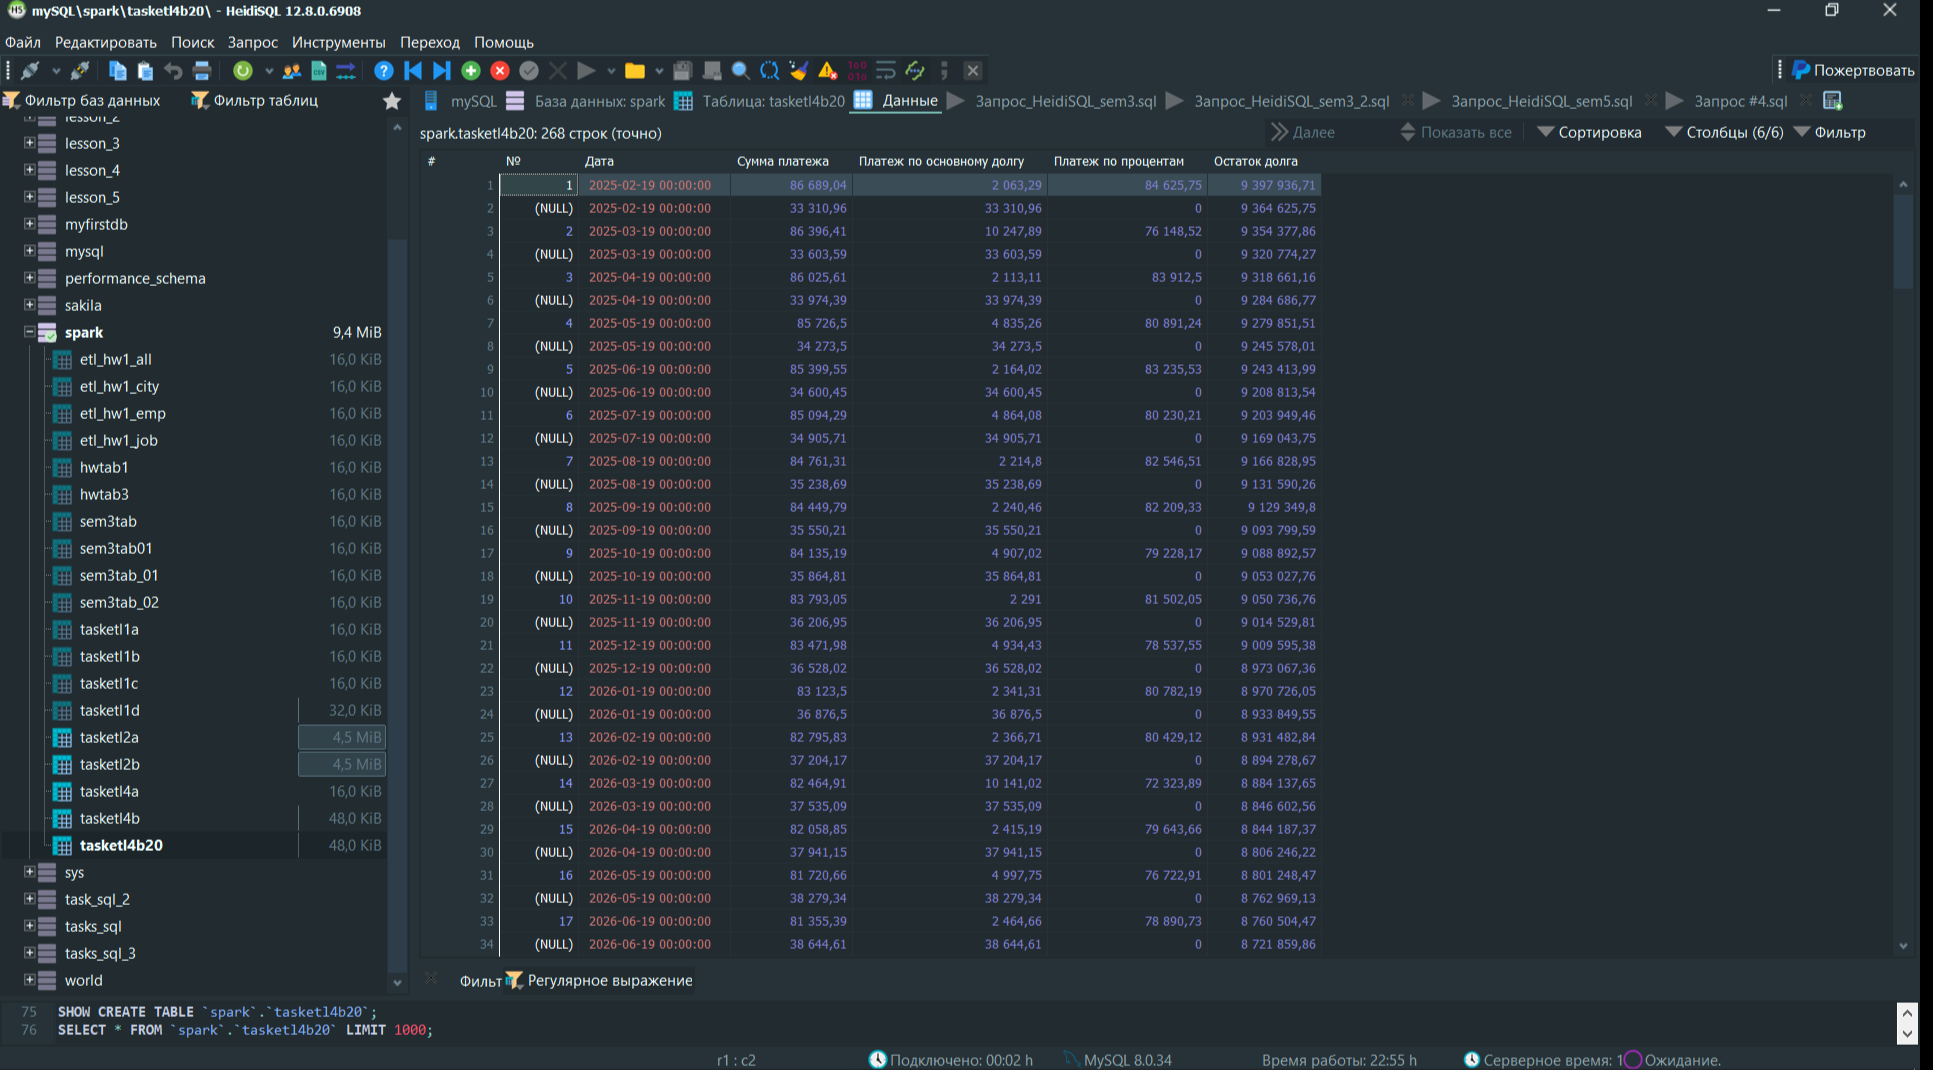 mySQL\spark\tasketl4b20\ - HeidiSQL 12.8.0.6908
Файл Редактировать Поиск Запрос Инструменты Переход Помощь
Пожертвовать
Фильтр баз данных Фильтр таблиц
mySQL База данных: spark Таблица: tasketl4b20 Данные Запрос_HeidiSQL_sem3.sql Запрос_HeidiSQL_sem3_2.sql Запрос_HeidiSQL_sem5.sql Запрос #4.sql
lesson_2
lesson_3
lesson_4
lesson_5
myfirstdb
mysql
performance_schema
sakila
spark 9,4 MiB
etl_hw1_all 16,0 KiB
etl_hw1_city 16,0 KiB
etl_hw1_emp 16,0 KiB
etl_hw1_job 16,0 KiB
hwtab1 16,0 KiB
hwtab3 16,0 KiB
sem3tab 16,0 KiB
sem3tab01 16,0 KiB
sem3tab_01 16,0 KiB
sem3tab_02 16,0 KiB
tasketl1a 16,0 KiB
tasketl1b 16,0 KiB
tasketl1c 16,0 KiB
tasketl1d 32,0 KiB
tasketl2a 4,5 MiB
tasketl2b 4,5 MiB
tasketl4a 16,0 KiB
tasketl4b 48,0 KiB
tasketl4b20 48,0 KiB
sys
task_sql_2
tasks_sql
tasks_sql_3
world
spark.tasketl4b20: 268 строк (точно) Далее Показать все Сортировка Столбцы (6/6) Фильтр
# № Дата Сумма платежа Платеж по основному долгу Платеж по процентам Остаток долга
1 1 2025-02-19 00:00:00 86 689,04 2 063,29 84 625,75 9 397 936,71
2 (NULL) 2025-02-19 00:00:00 33 310,96 33 310,96 0 9 364 625,75
3 2 2025-03-19 00:00:00 86 396,41 10 247,89 76 148,52 9 354 377,86
4 (NULL) 2025-03-19 00:00:00 33 603,59 33 603,59 0 9 320 774,27
5 3 2025-04-19 00:00:00 86 025,61 2 113,11 83 912,5 9 318 661,16
6 (NULL) 2025-04-19 00:00:00 33 974,39 33 974,39 0 9 284 686,77
7 4 2025-05-19 00:00:00 85 726,5 4 835,26 80 891,24 9 279 851,51
8 (NULL) 2025-05-19 00:00:00 34 273,5 34 273,5 0 9 245 578,01
9 5 2025-06-19 00:00:00 85 399,55 2 164,02 83 235,53 9 243 413,99
10 (NULL) 2025-06-19 00:00:00 34 600,45 34 600,45 0 9 208 813,54
11 6 2025-07-19 00:00:00 85 094,29 4 864,08 80 230,21 9 203 949,46
12 (NULL) 2025-07-19 00:00:00 34 905,71 34 905,71 0 9 169 043,75
13 7 2025-08-19 00:00:00 84 761,31 2 214,8 82 546,51 9 166 828,95
14 (NULL) 2025-08-19 00:00:00 35 238,69 35 238,69 0 9 131 590,26
15 8 2025-09-19 00:00:00 84 449,79 2 240,46 82 209,33 9 129 349,8
16 (NULL) 2025-09-19 00:00:00 35 550,21 35 550,21 0 9 093 799,59
17 9 2025-10-19 00:00:00 84 135,19 4 907,02 79 228,17 9 088 892,57
18 (NULL) 2025-10-19 00:00:00 35 864,81 35 864,81 0 9 053 027,76
19 10 2025-11-19 00:00:00 83 793,05 2 291 81 502,05 9 050 736,76
20 (NULL) 2025-11-19 00:00:00 36 206,95 36 206,95 0 9 014 529,81
21 11 2025-12-19 00:00:00 83 471,98 4 934,43 78 537,55 9 009 595,38
22 (NULL) 2025-12-19 00:00:00 36 528,02 36 528,02 0 8 973 067,36
23 12 2026-01-19 00:00:00 83 123,5 2 341,31 80 782,19 8 970 726,05
24 (NULL) 2026-01-19 00:00:00 36 876,5 36 876,5 0 8 933 849,55
25 13 2026-02-19 00:00:00 82 795,83 2 366,71 80 429,12 8 931 482,84
26 (NULL) 2026-02-19 00:00:00 37 204,17 37 204,17 0 8 894 278,67
27 14 2026-03-19 00:00:00 82 464,91 10 141,02 72 323,89 8 884 137,65
28 (NULL) 2026-03-19 00:00:00 37 535,09 37 535,09 0 8 846 602,56
29 15 2026-04-19 00:00:00 82 058,85 2 415,19 79 643,66 8 844 187,37
30 (NULL) 2026-04-19 00:00:00 37 941,15 37 941,15 0 8 806 246,22
31 16 2026-05-19 00:00:00 81 720,66 4 997,75 76 722,91 8 801 248,47
32 (NULL) 2026-05-19 00:00:00 38 279,34 38 279,34 0 8 762 969,13
33 17 2026-06-19 00:00:00 81 355,39 2 464,66 78 890,73 8 760 504,47
34 (NULL) 2026-06-19 00:00:00 38 644,61 38 644,61 0 8 721 859,86
Фильт Регулярное выражение
75 SHOW CREATE TABLE `spark`.`tasketl4b20`;
76 SELECT * FROM `spark`.`tasketl4b20` LIMIT 1000;
r1 : c2 Подключено: 00:02 h MySQL 8.0.34 Время работы: 22:55 h Серверное время: 1 Ожидание.